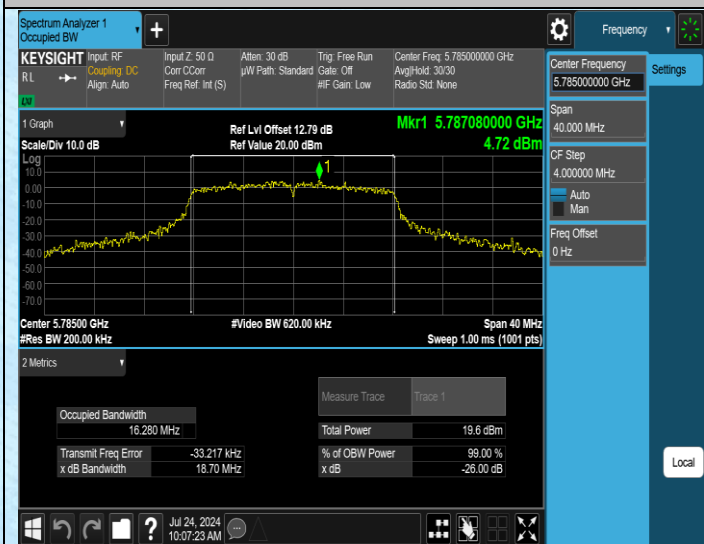 Spectrum Analyzer 1
Occupied BW
Frequency
KEYSIGHT
RL
LXI
Input: RF
Coupling: DC
Align: Auto
Input Z: 50 Ω
Corr CCorr
Freq Ref: Int (S)
Atten: 30 dB
µW Path: Standard
Trig: Free Run
Gate: Off
#IF Gain: Low
Center Freq: 5.785000000 GHz
Avg|Hold: 30/30
Radio Std: None
Center Frequency
5.785000000 GHz
Settings
Span
40.000 MHz
CF Step
4.000000 MHz
Auto
Man
Freq Offset
0 Hz
1 Graph
Scale/Div 10.0 dB
Ref Lvl Offset 12.79 dB
Ref Value 20.00 dBm
Mkr1 5.787080000 GHz
4.72 dBm
Log
10.0
0.00
-10.0
-20.0
-30.0
-40.0
-50.0
-60.0
-70.0
1
Center 5.78500 GHz
#Video BW 620.00 kHz
Span 40 MHz
#Res BW 200.00 kHz
Sweep 1.00 ms (1001 pts)
2 Metrics
Measure Trace
Trace 1
Occupied Bandwidth
16.280 MHz
Total Power
19.6 dBm
Transmit Freq Error
-33.217 kHz
% of OBW Power
99.00 %
x dB Bandwidth
18.70 MHz
x dB
-26.00 dB
Local
?
Jul 24, 2024
10:07:23 AM